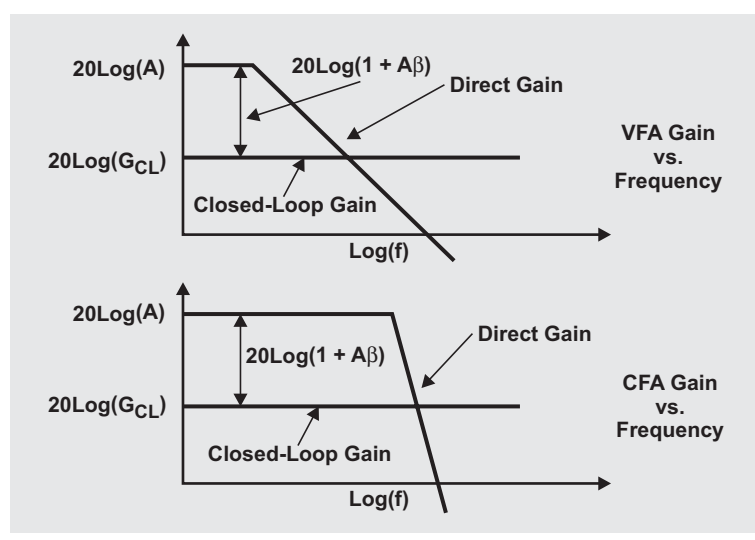 20Log(A)
20Log(1 + Aβ)
Direct Gain
VFA Gain
vs.
Frequency
20Log(GCL)
Closed-Loop Gain
Log(f)
20Log(A)
Direct Gain
20Log(1 + Aβ)
CFA Gain
vs.
Frequency
20Log(GCL)
Closed-Loop Gain
Log(f)